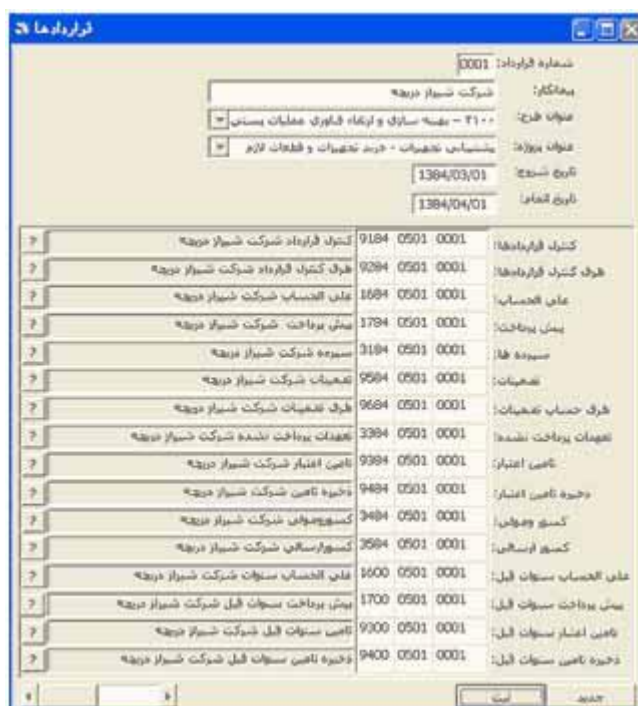 قراردادها
شماره قرارداد: 0001
پیمانکار: شرکت شیراز دریچه
عنوان طرح: ۲۱۰۰ - بهینه سازی و ارتقاء فناوری عملیات پستی
عنوان پروژه: پشتیبانی تجهیزات - خرید تجهیزات و قطعات لازم
تاریخ شروع: 1384/03/01
تاریخ اتمام: 1384/04/01
کنترل قراردادها: 0001 0501 9184 کنترل قرارداد شرکت شیراز دریچه ?
طرف کنترل قراردادها: 0001 0501 9284 طرف کنترل قرارداد شرکت شیراز دریچه ?
علی الحساب: 0001 0501 1684 علی الحساب شرکت شیراز دریچه ?
پیش پرداخت: 0001 0501 1784 پیش پرداخت شرکت شیراز دریچه ?
سپرده ها: 0001 0501 3184 سپرده شرکت شیراز دریچه ?
تضمینات: 0001 0501 9584 تضمینات شرکت شیراز دریچه ?
طرف حساب تضمینات: 0001 0501 9684 طرف تضمینات شرکت شیراز دریچه ?
تعهدات پرداخت نشده: 0001 0501 3384 تعهدات پرداخت نشده شرکت شیراز دریچه ?
تامین اعتبار: 0001 0501 9384 تامین اعتبار شرکت شیراز دریچه ?
ذخیره تامین اعتبار: 0001 0501 9484 ذخیره تامین شرکت شیراز دریچه ?
کسور وصولی: 0001 0501 3484 کسوروصولی شرکت شیراز دریچه ?
کسور ارسالی: 0001 0501 3584 کسورارسالی شرکت شیراز دریچه ?
علی الحساب سنوات قبل: 0001 0501 1600 علی الحساب سنوات شرکت شیراز دریچه ?
پیش پرداخت سنوات قبل: 0001 0501 1700 پیش پرداخت سنوات قبل شرکت شیراز دریچه ?
تامین اعتبار سنوات قبل: 0001 0501 9300 تامین سنوات قبل شرکت شیراز دریچه ?
ذخیره تامین سنوات قبل: 0001 0501 9400 ذخیره تامین سنوات قبل شرکت شیراز دریچه ?
جدید ثبت